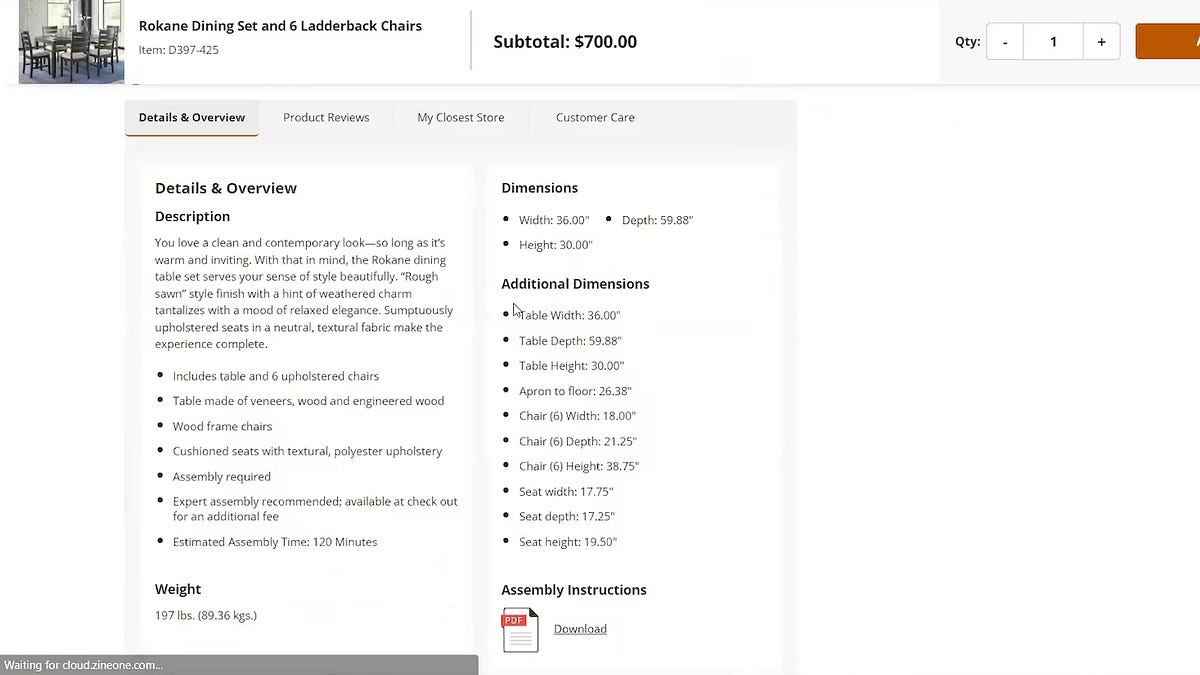 Rokane Dining Set and 6 Ladderback Chairs
Item: D397-425
Subtotal: $700.00
Qty:
-
1
+
Details & Overview
Product Reviews
My Closest Store
Customer Care
Details & Overview
Description
You love a clean and contemporary look—so long as it's
warm and inviting. With that in mind, the Rokane dining
table set serves your sense of style beautifully. “Rough
sawn” style finish with a hint of weathered charm
tantalizes with a mood of relaxed elegance. Sumptuously
upholstered seats in a neutral, textural fabric make the
experience complete.
Includes table and 6 upholstered chairs
Table made of veneers, wood and engineered wood
Wood frame chairs
Cushioned seats with textural, polyester upholstery
Assembly required
Expert assembly recommended; available at check out
for an additional fee
Estimated Assembly Time: 120 Minutes
Weight
197 lbs. (89.36 kgs.)
Dimensions
Width: 36.00" Depth: 59.88"
Height: 30.00"
Additional Dimensions
Table Width: 36.00"
Table Depth: 59.88"
Table Height: 30.00"
Apron to floor: 26.38"
Chair (6) Width: 18.00"
Chair (6) Depth: 21.25"
Chair (6) Height: 38.75"
Seat width: 17.75"
Seat depth: 17.25"
Seat height: 19.50"
Assembly Instructions
PDF
Download
Waiting for cloud.zineone.com...